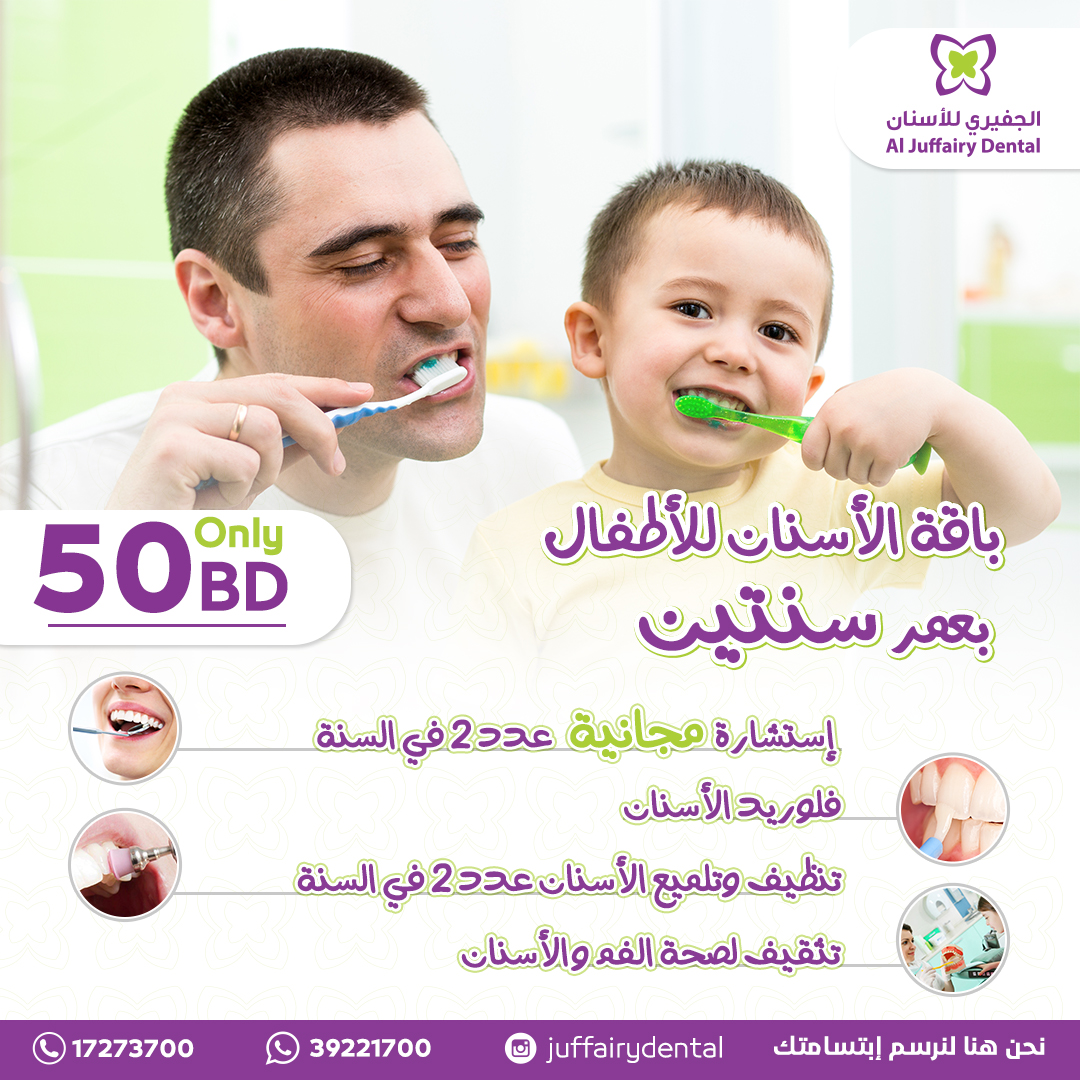 الجفيري للأسنان
Al Juffairy Dental
Only
50 BD
باقة الأسنان للأطفال
بعمر سنتين
إستشارة مجانية عدد 2 في السنة
فلوريد الأسنان
تنظيف وتلميع الأسنان عدد 2 في السنة
تثقيف لصحة الفم والأسنان
17273700 39221700 juffairydental نحن هنا لنرسم إبتسامتك